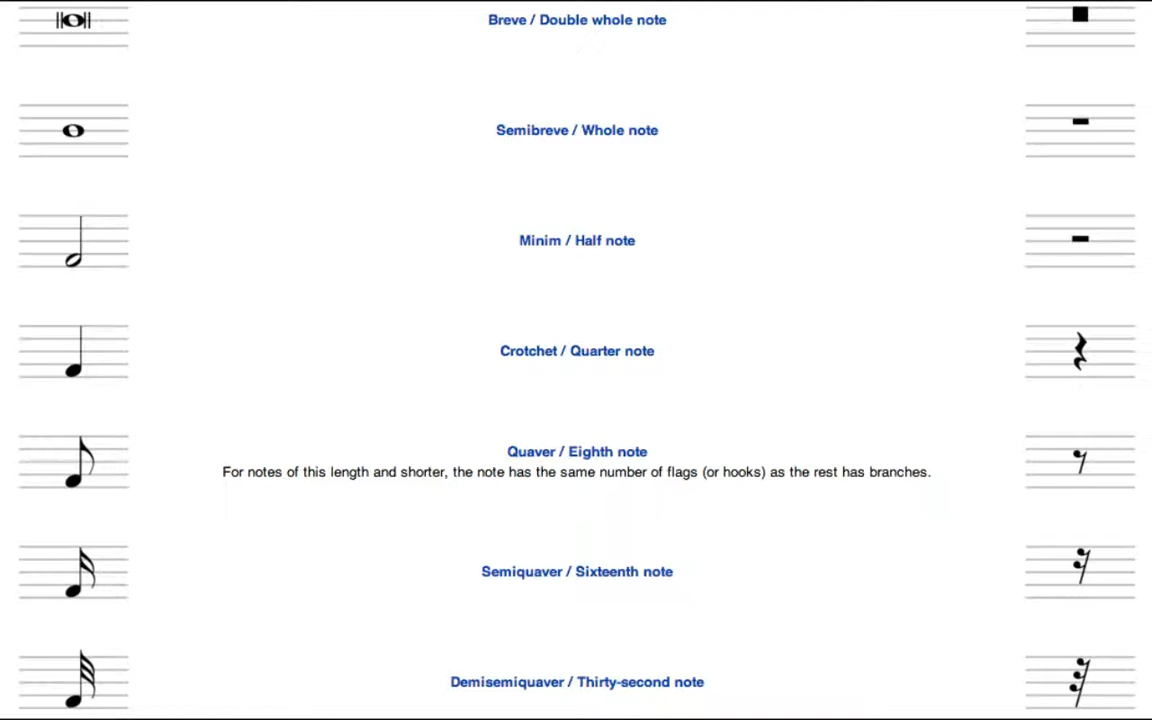 Breve / Double whole note
Semibreve / Whole note
Minim / Half note
Crotchet / Quarter note
Quaver / Eighth note
For notes of this length and shorter, the note has the same number of flags (or hooks) as the rest has branches.
Semiquaver / Sixteenth note
Demisemiquaver / Thirty-second note